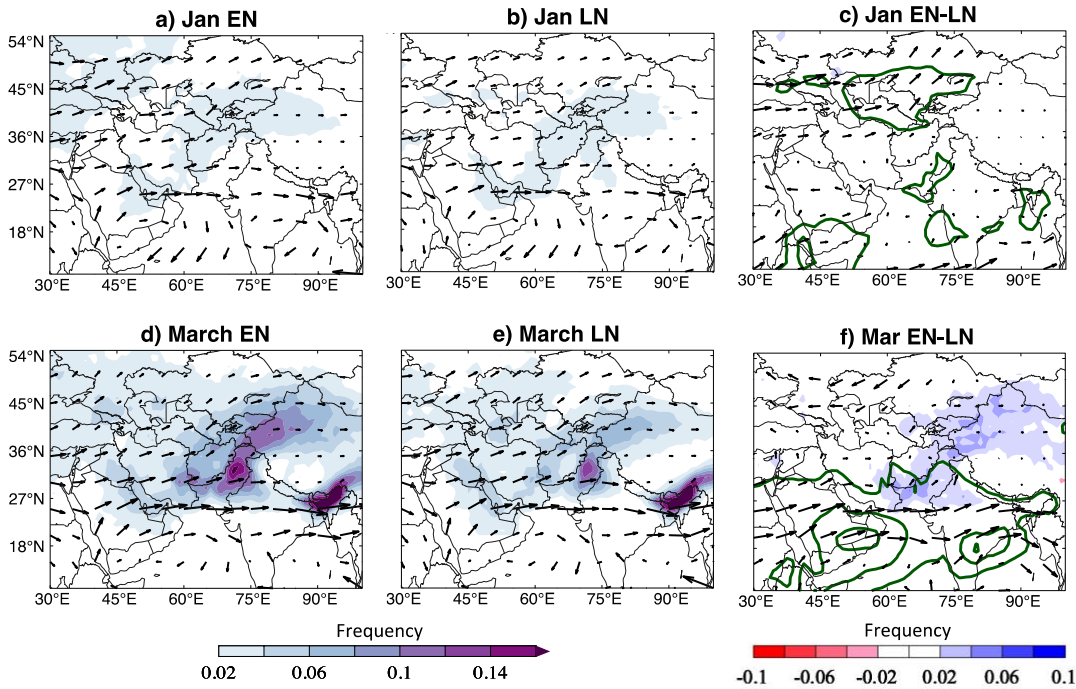 a) Jan EN
b) Jan LN
c) Jan EN-LN
54°N
45°N
36°N
27°N
18°N
30°E 45°E 60°E 75°E 90°E
30°E 45°E 60°E 75°E 90°E
30°E 45°E 60°E 75°E 90°E
d) March EN
e) March LN
f) Mar EN-LN
54°N
45°N
36°N
27°N
18°N
30°E 45°E 60°E 75°E 90°E
30°E 45°E 60°E 75°E 90°E
30°E 45°E 60°E 75°E 90°E
Frequency
0.02 0.06 0.1 0.14
Frequency
-0.1 -0.06 -0.02 0.02 0.06 0.1